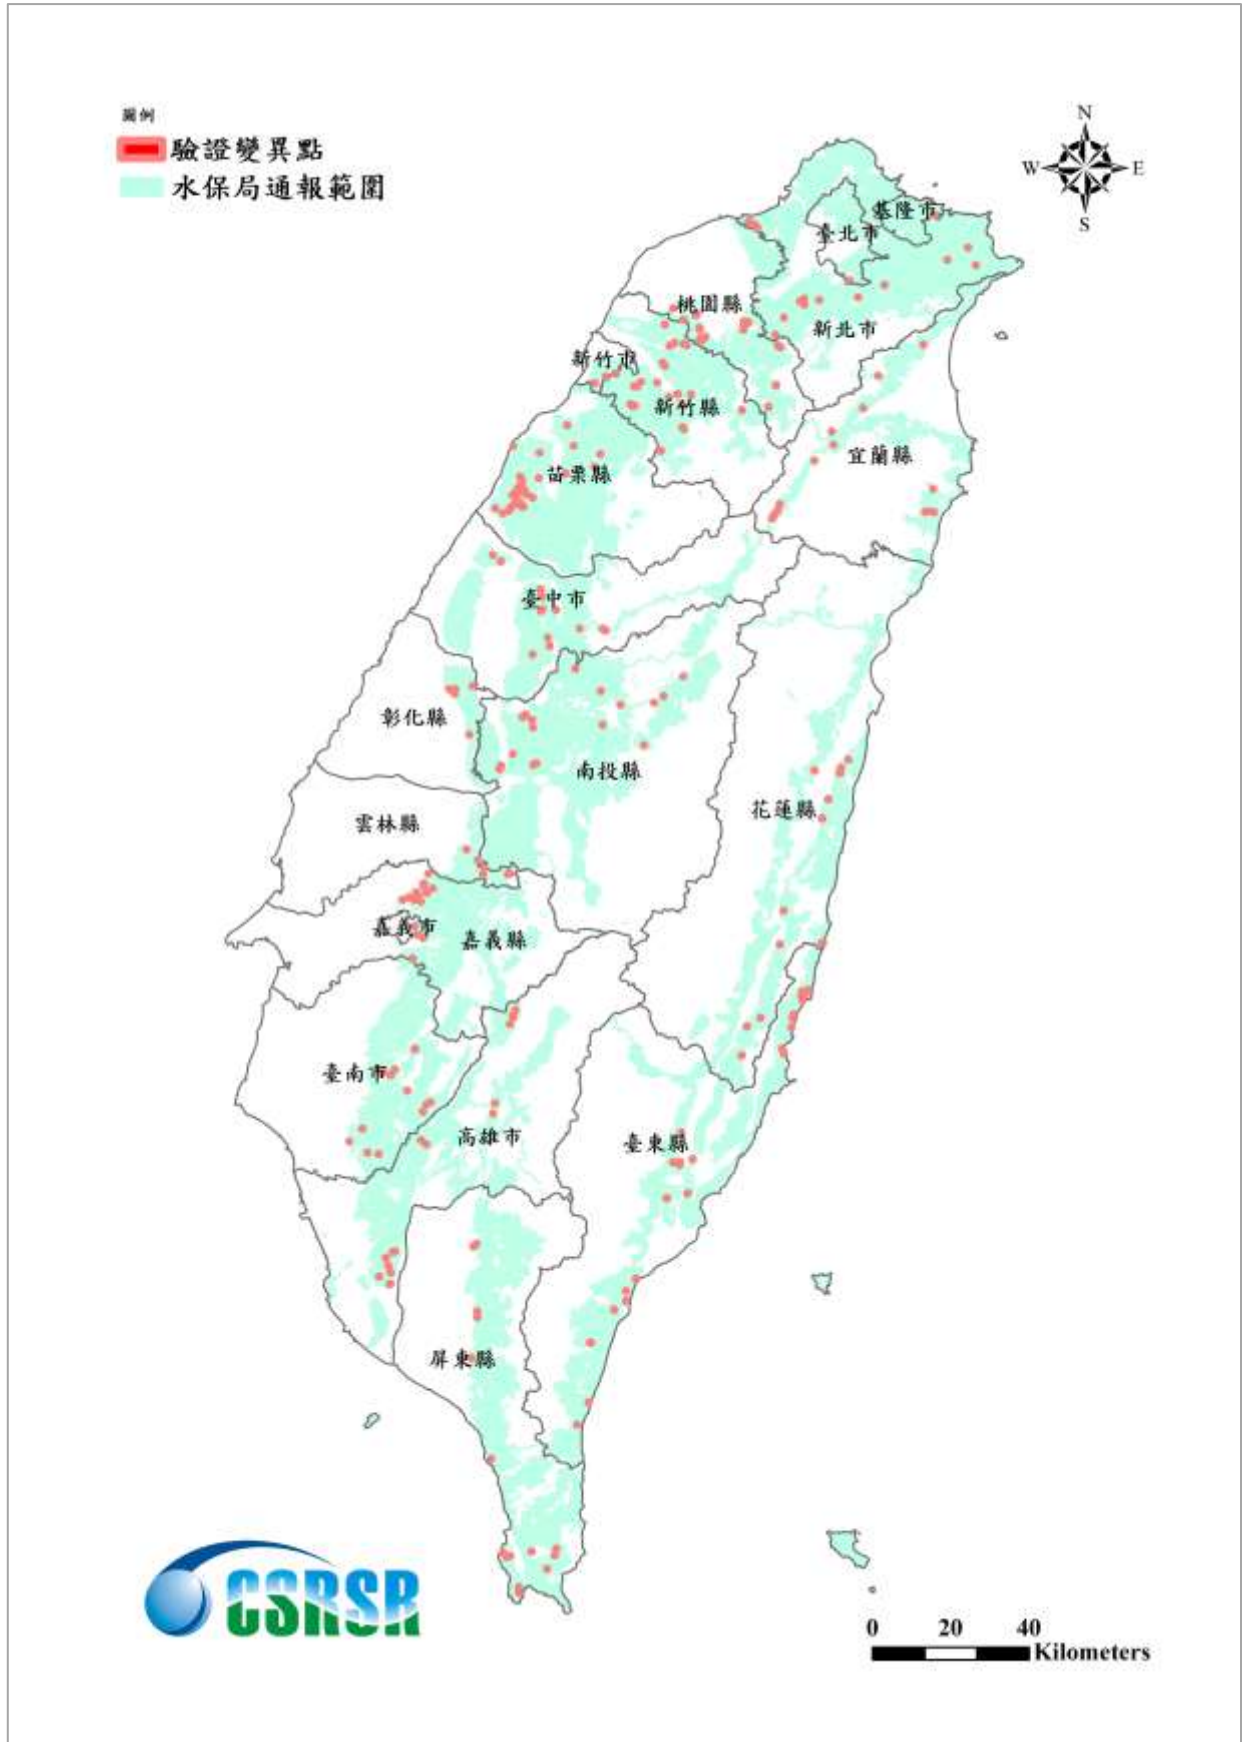 圖例
驗證變異點
水保局通報範圍
N
W
E
S
基隆市
臺北市
桃園縣
新北市
新竹市
新竹縣
宜蘭縣
苗栗縣
臺中市
彰化縣
南投縣
花蓮縣
雲林縣
嘉義市
嘉義縣
臺南市
高雄市
臺東縣
屏東縣
CSRSR
0 20 40
Kilometers